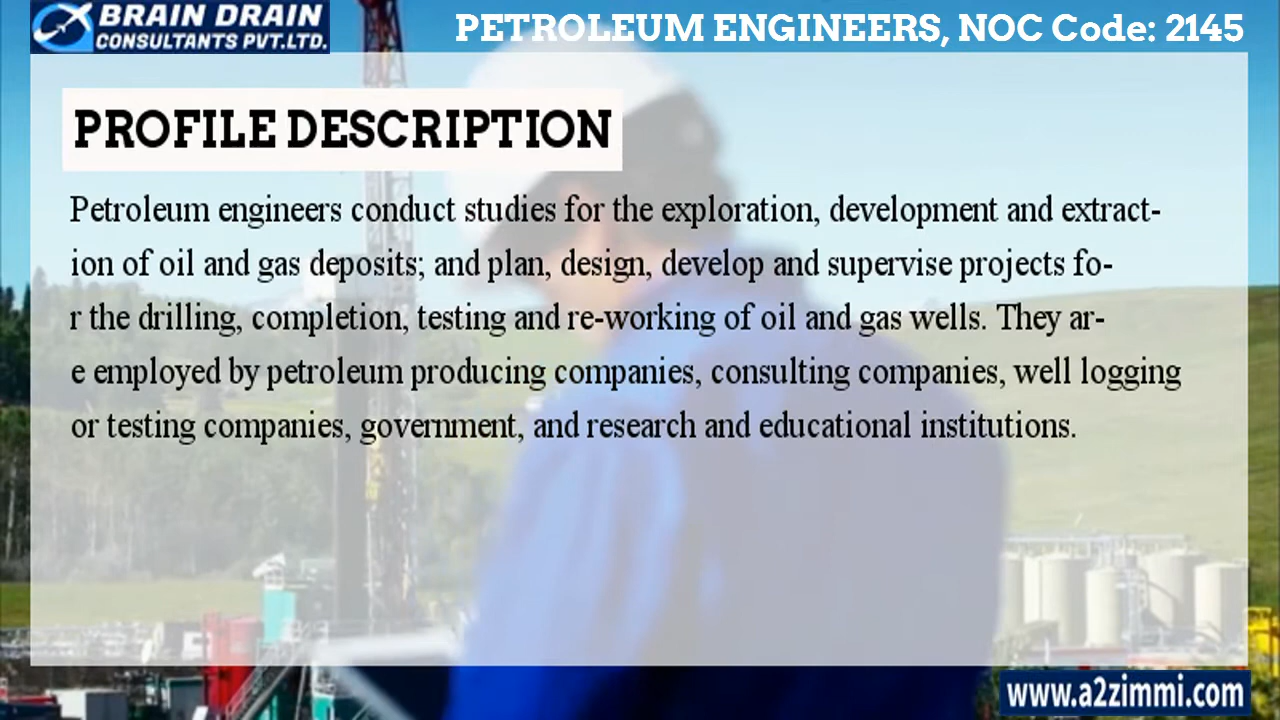 BRAIN DRAIN
CONSULTANTS PVT.LTD.
PETROLEUM ENGINEERS, NOC Code: 2145
PROFILE DESCRIPTION
Petroleum engineers conduct studies for the exploration, development and extract-
ion of oil and gas deposits; and plan, design, develop and supervise projects fo-
r the drilling, completion, testing and re-working of oil and gas wells. They ar-
e employed by petroleum producing companies, consulting companies, well logging
or testing companies, government, and research and educational institutions.
www.a2zimmi.com